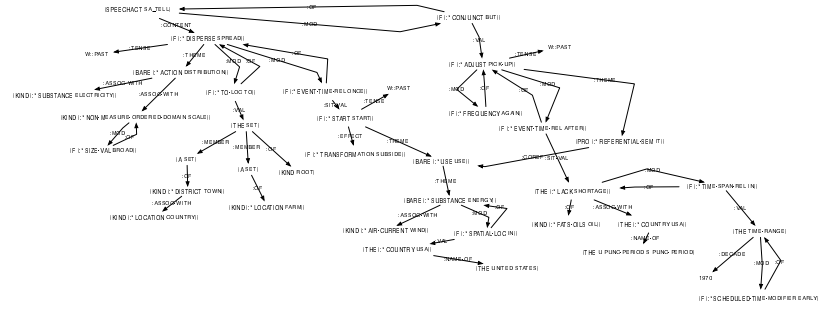 (SPEECHACT SA_TELL)
:OF
:MOD
(F (:* CONJUNCT BUT))
:CONTENT
(F (:* DISPERSE SPREAD))
:VAL
:TENSE
W::PAST
:THEME
:MOD
:OF
:MOD
:OF
:TENSE
W::PAST
(F (:* ADJUST PICK-UP))
(BARE (:* ACTION DISTRIBUTION))
:ASSOC-WITH
(KIND (:* SUBSTANCE ELECTRICITY))
:ASSOC-WITH
(F (:* TO-LOC TO))
(F (:* EVENT-TIME-REL ONCE))
:SIT-VAL
:TENSE
W::PAST
:MOD
:OF
:OF
:MOD
:THEME
(KIND (:* NON-MEASURE-ORDERED-DOMAIN SCALE))
:MOD
:OF
(F (:* SIZE-VAL BROAD))
:VAL
(THE SET)
(F (:* START START))
(F (:* FREQUENCY AGAIN))
(F (:* EVENT-TIME-REL AFTER))
:MEMBER
:MEMBER
:OF
:EFFECT
:THEME
(PRO (:* REFERENTIAL-SEM IT))
(F (:* TRANSFORMATION SUBSIDE))
:COREF
:SIT-VAL
(A SET)
(A SET)
(KIND ROOT)
(BARE (:* USE USE))
:MOD
:OF
:OF
:THEME
:OF
(KIND (:* DISTRICT TOWN))
:ASSOC-WITH
(KIND (:* LOCATION COUNTRY))
(KIND (:* LOCATION FARM))
(BARE (:* SUBSTANCE ENERGY))
:ASSOC-WITH
:MOD
:OF
(KIND (:* AIR-CURRENT WIND))
(F (:* SPATIAL-LOC IN))
:VAL
(THE (:* COUNTRY USA))
:NAME-OF
(THE UNITED STATES)
(THE (:* LACK SHORTAGE))
(F (:* TIME-SPAN-REL IN))
:OF
:ASSOC-WITH
:VAL
(KIND (:* FATS-OILS OIL))
(THE (:* COUNTRY USA))
:NAME-OF
(THE U PUNC-PERIOD S PUNC-PERIOD)
(THE TIME-RANGE)
:DECADE
:MOD
:OF
1970
(F (:* SCHEDULED-TIME-MODIFIER EARLY))